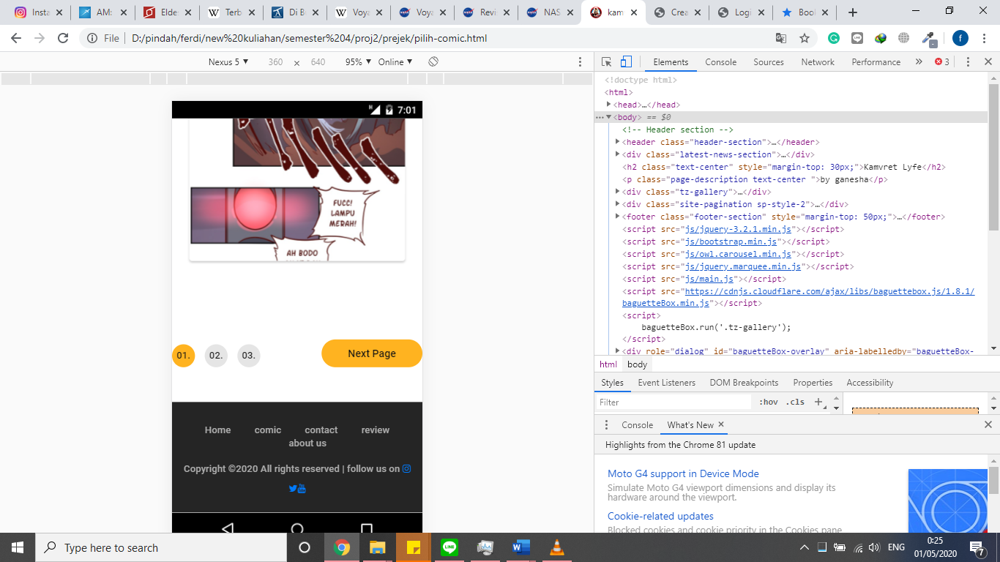 Insta
AM:
Elde
Terb
Di B
Voya
Voya
Revi
NAS
kam
Crea
Logi
Bool
File
D:/pindah/ferdi/new%20kuliahan/semester%204/proj2/prejek/pilih-comic.html
f
Nexus 5 ▼ 360 × 640 95% ▼ Online ▼
Elements Console Sources Network Performance » 3
<!doctype html>
<html>
<head>…</head>
<body> == $0
<!-- Header section -->
<header class="header-section">…</header>
<div class="latest-news-section">…</div>
<h2 class="text-center" style="margin-top: 30px;">Kamvret Lyfe</h2>
<p class="page-description text-center ">by ganesha</p>
<div class="tz-gallery">…</div>
<div class="site-pagination sp-style-2">…</div>
<footer class="footer-section" style="margin-top: 50px;">…</footer>
<script src="js/jquery-3.2.1.min.js"></script>
<script src="js/bootstrap.min.js"></script>
<script src="js/owl.carousel.min.js"></script>
<script src="js/jquery.marquee.min.js"></script>
<script src="js/main.js"></script>
<script src="https://cdnjs.cloudflare.com/ajax/libs/baguettebox.js/1.8.1/
baguetteBox.min.js"></script>
<script>
baguetteBox.run('.tz-gallery');
</script>
<div role="dialog" id="baguetteBox-overlay" aria-labelledby="baguetteBox-
html body
Styles Event Listeners DOM Breakpoints Properties Accessibility
Filter :hov .cls +
Console What's New
Highlights from the Chrome 81 update
Moto G4 support in Device Mode
Simulate Moto G4 viewport dimensions and display its
hardware around the viewport.
Cookie-related updates
Blocked cookies and cookie priority in the Cookies pane
H 7:01
FUCC!
LAMPU
MERAH!
AH BODO
01. 02. 03. Next Page
Home comic contact review
about us
Copyright ©2020 All rights reserved | follow us on
Type here to search
ENG
0:25
01/05/2020
7